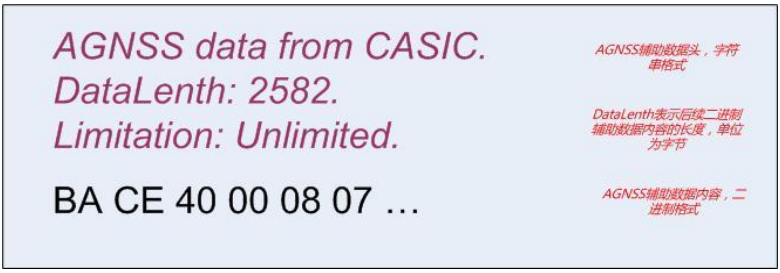 AGNSS data from CASIC.
DataLenth: 2582.
Limitation: Unlimited.
BA CE 40 00 08 07 …
AGNSS辅助数据头，字符
串格式
DataLenth表示后续二进制
辅助数据内容的长度，单位
为字节
AGNSS辅助数据内容，二
进制格式